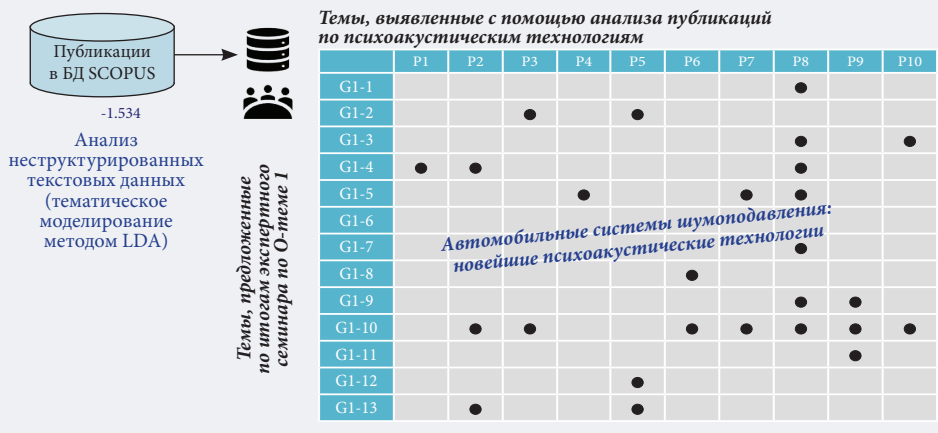 Публикации
в БД SCOPUS
-1.534
Анализ
неструктурированных
текстовых данных
(тематическое
моделирование
методом LDA)
Темы, предложенные
по итогам экспертного
семинара по О-теме 1
Темы, выявленные с помощью анализа публикаций
по психоакустическим технологиям
P1 P2 P3 P4 P5 P6 P7 P8 P9 P10
G1-1
G1-2
G1-3
G1-4
G1-5
G1-6
G1-7
G1-8
G1-9
G1-10
G1-11
G1-12
G1-13
Автомобильные системы шумоподавления:
новейшие психоакустические технологии